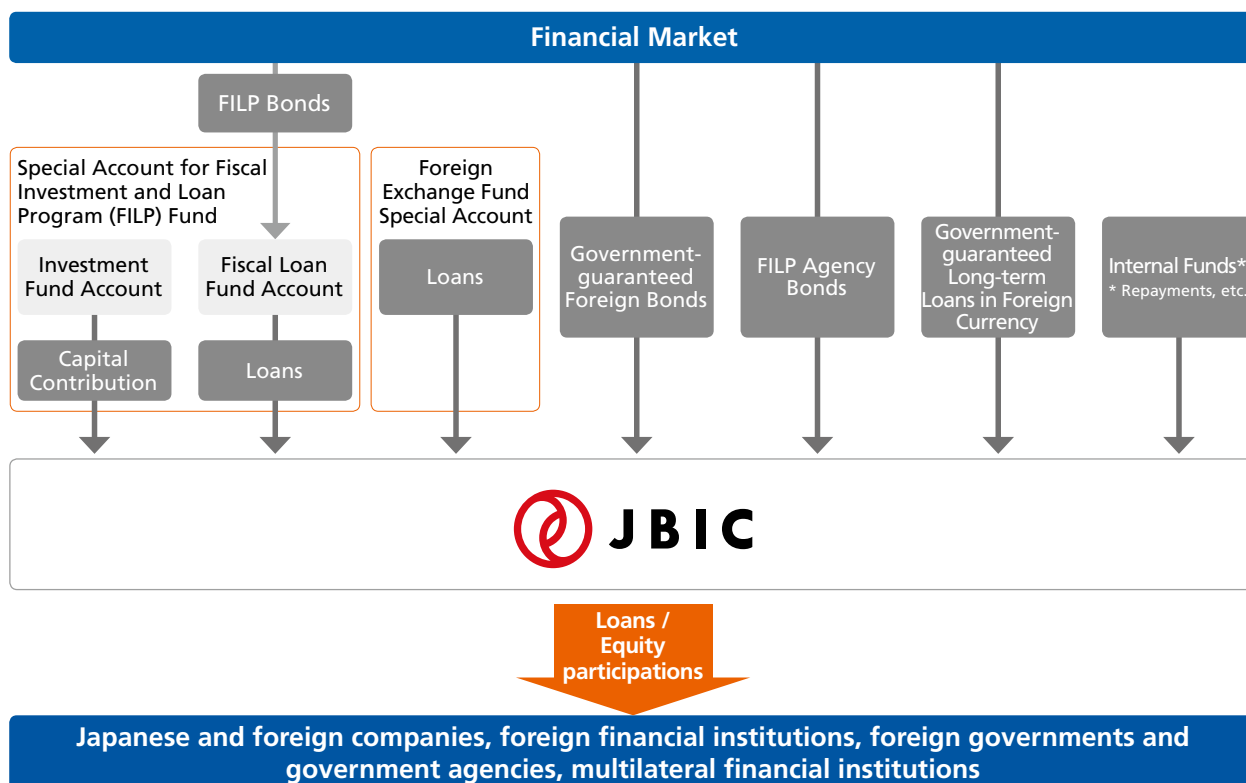 Financial Market
FILP Bonds
Special Account for Fiscal
Investment and Loan
Program (FILP) Fund
Investment
Fund Account
Fiscal Loan
Fund Account
Capital
Contribution
Loans
Foreign
Exchange Fund
Special Account
Loans
Government-
guaranteed
Foreign Bonds
FILP Agency
Bonds
Government-
guaranteed
Long-term
Loans in Foreign
Currency
Internal Funds*
* Repayments, etc.
JBIC
Loans /
Equity
participations
Japanese and foreign companies, foreign financial institutions, foreign governments and
government agencies, multilateral financial institutions